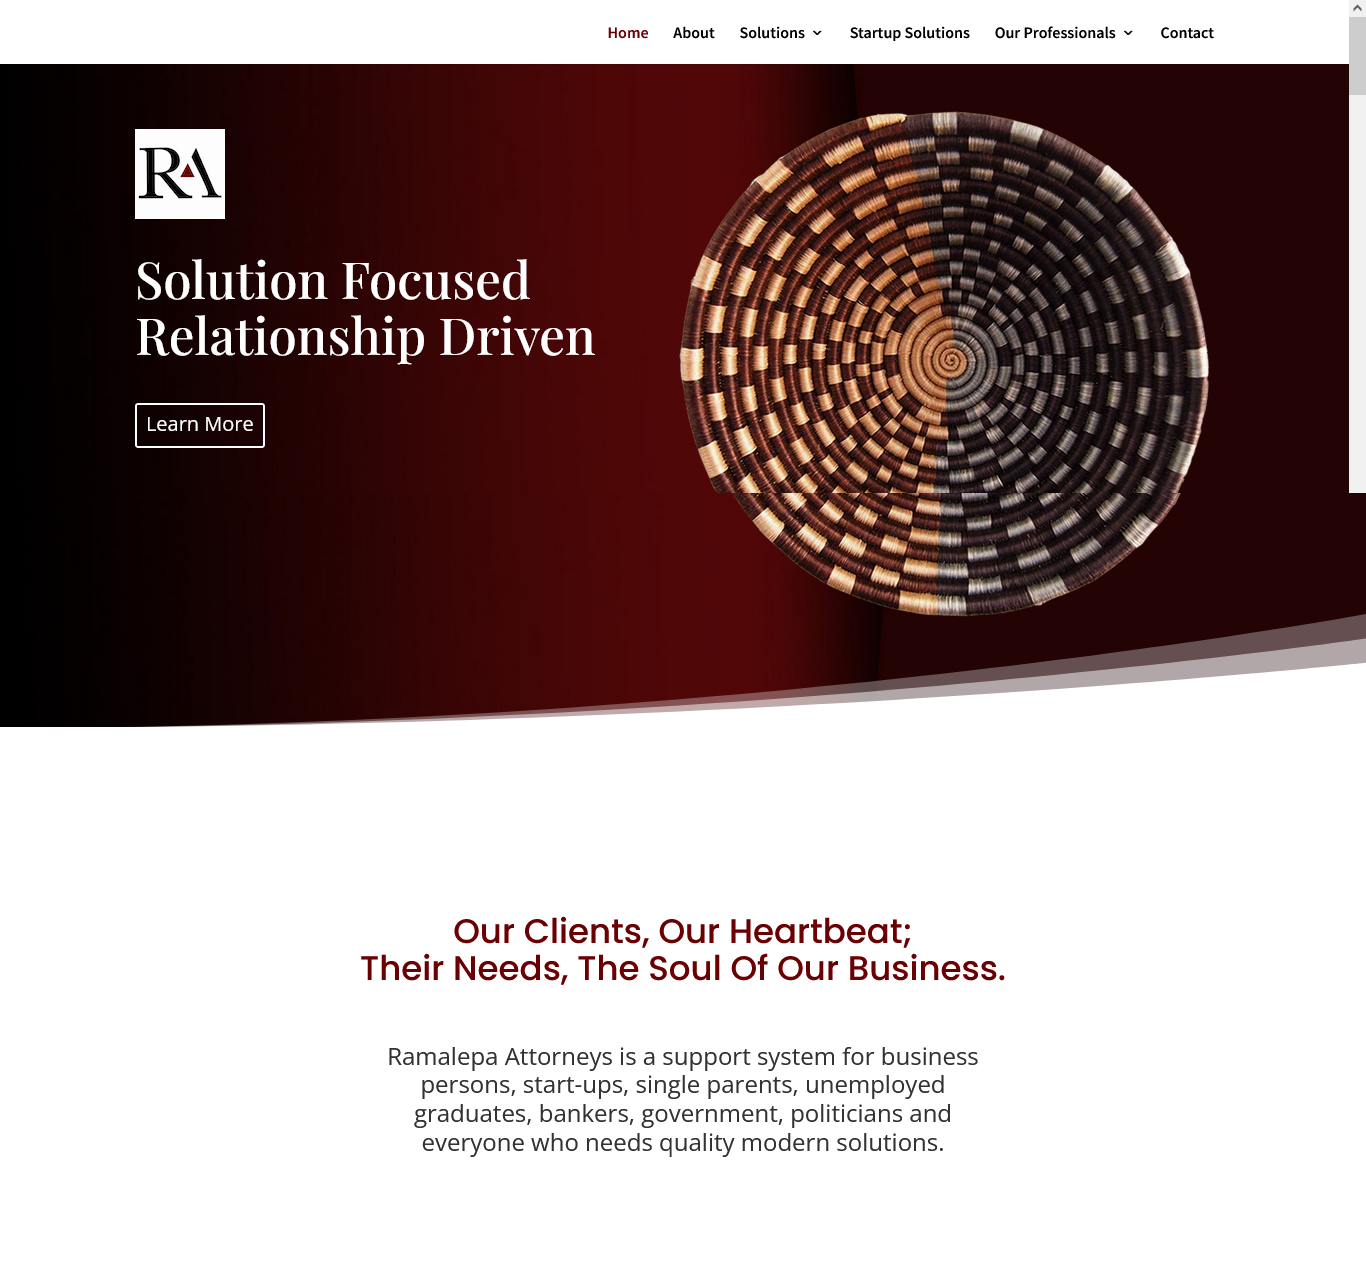 Home About Solutions Startup Solutions Our Professionals Contact
RA
Solution Focused
Relationship Driven
Learn More
Our Clients, Our Heartbeat;
Their Needs, The Soul Of Our Business.
Ramalepa Attorneys is a support system for business
persons, start-ups, single parents, unemployed
graduates, bankers, government, politicians and
everyone who needs quality modern solutions.